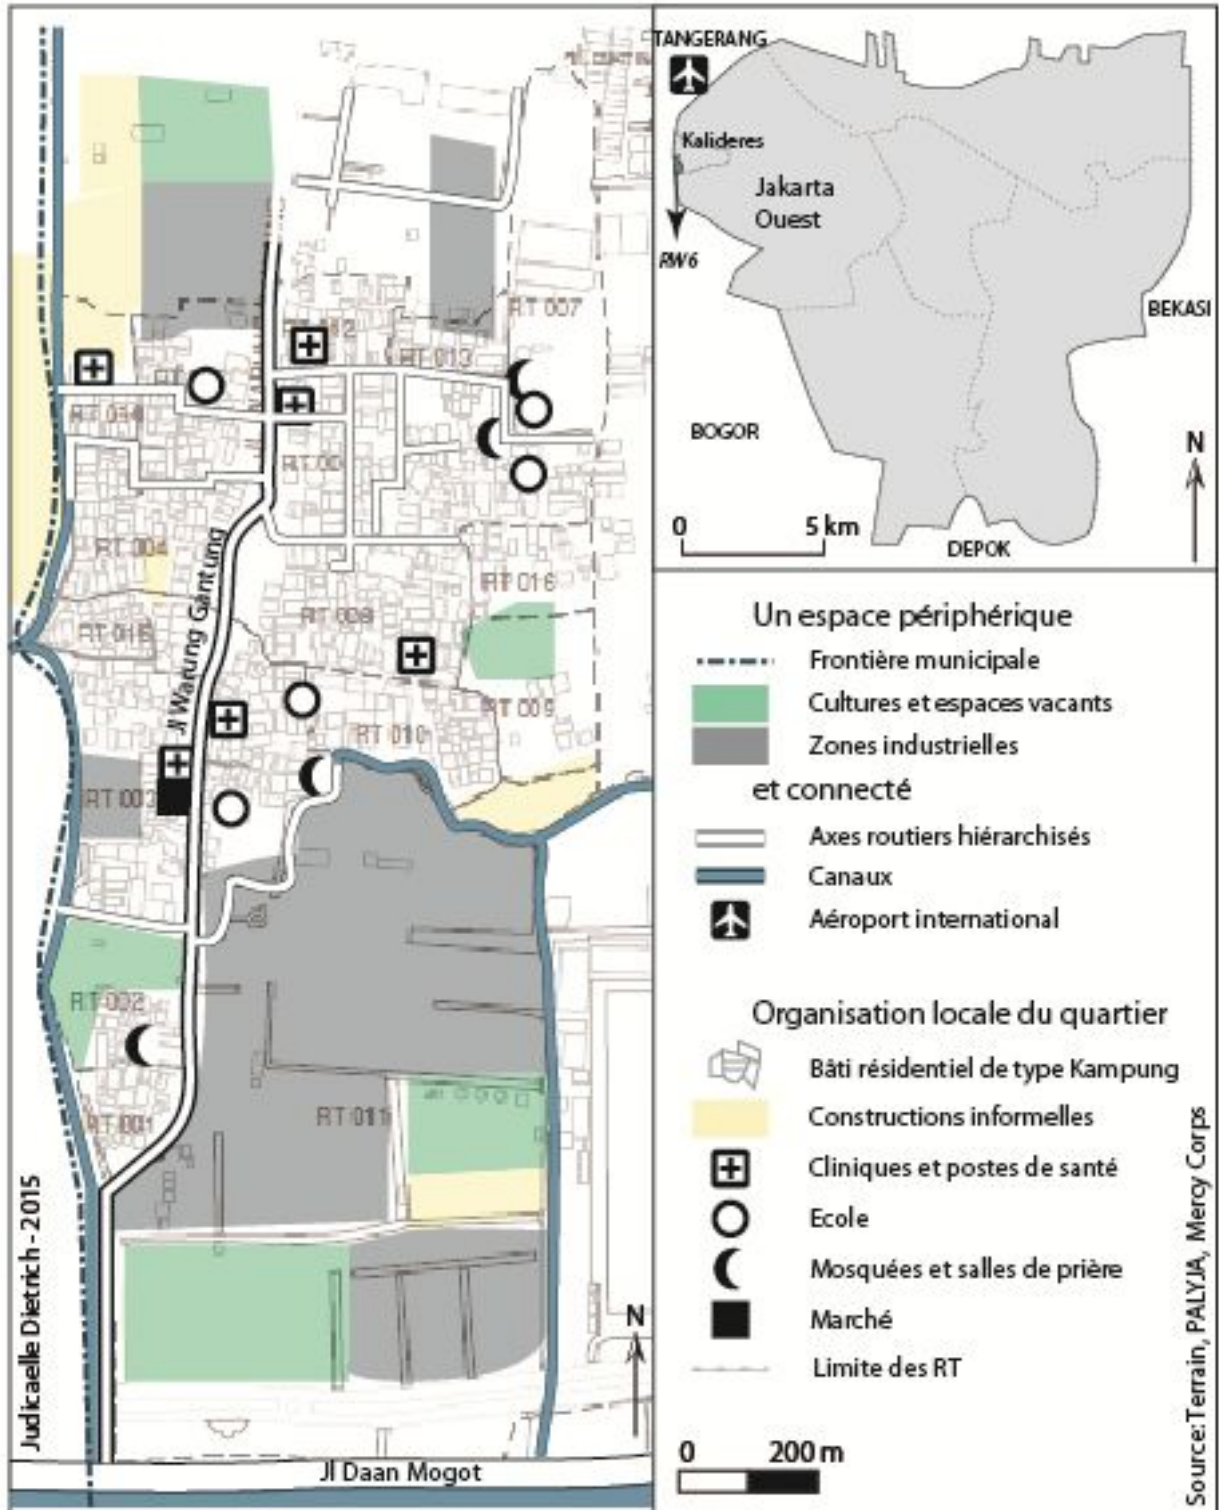 TANGERANG
Kalideres
Jakarta
Ouest
RW6
BEKASI
BOGOR
N
0 5 km
DEPOK
RT 007
RT 013
RT 004
RT 016
RT 008
RT 015
RT 009
RT 010
RT 003
RT 002
RT 011
RT 001
Jl Warung Gantung
Judicaelle Dietrich - 2015
N
Jl Daan Mogot
Un espace périphérique
Frontière municipale
Cultures et espaces vacants
Zones industrielles
et connecté
Axes routiers hiérarchisés
Canaux
Aéroport international
Organisation locale du quartier
Bâti résidentiel de type Kampung
Constructions informelles
Cliniques et postes de santé
Ecole
Mosquées et salles de prière
Marché
Limite des RT
0 200 m
Source: Terrain, PALYJA, Mercy Corps